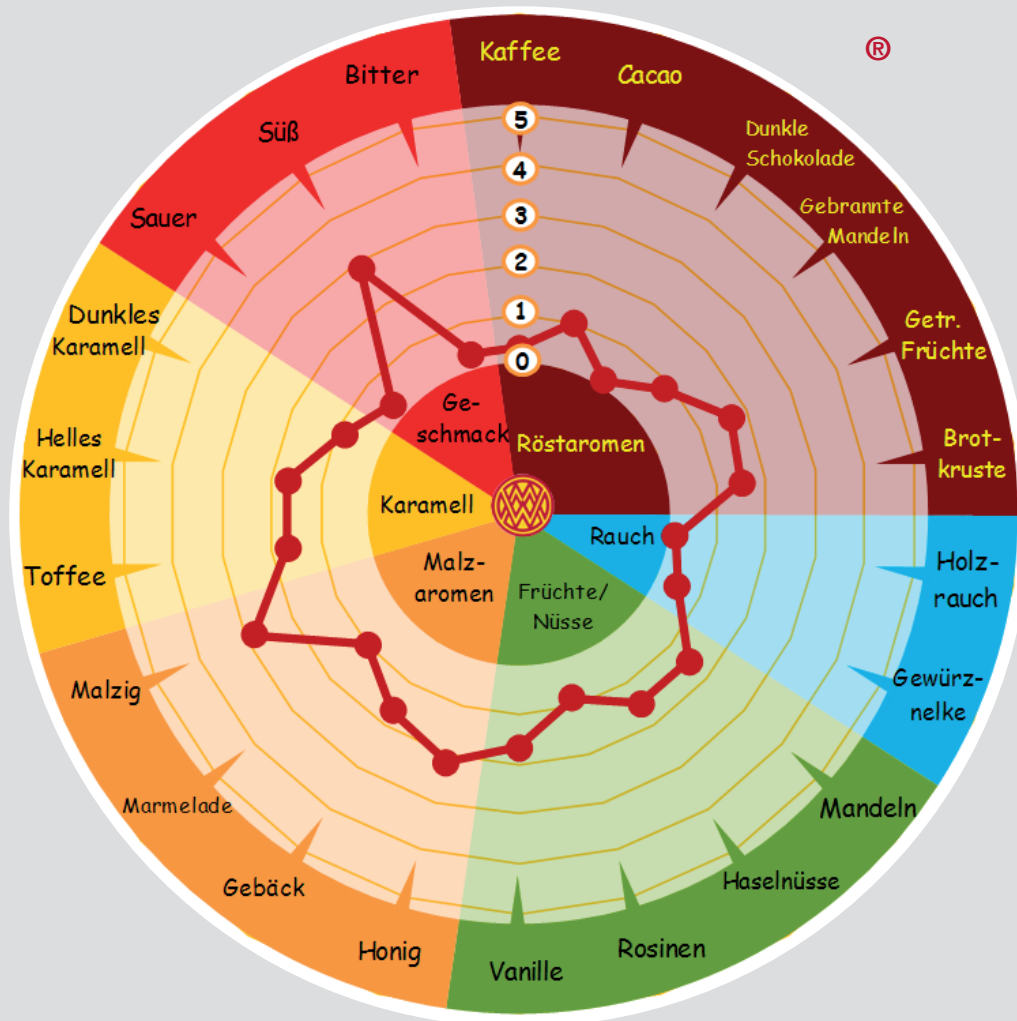 ®
Kaffee
Cacao
Dunkle
Schokolade
Gebrannte
Mandeln
Getr.
Früchte
Brot-
kruste
Holz-
rauch
Gewürz-
nelke
Mandeln
Haselnüsse
Rosinen
Vanille
Honig
Gebäck
Marmelade
Malzig
Toffee
Helles
Karamell
Dunkles
Karamell
Sauer
Süß
Bitter
5
4
3
2
1
0
Ge-
schmack
Röstaromen
Karamell
Rauch
Malz-
aromen
Früchte/
Nüsse